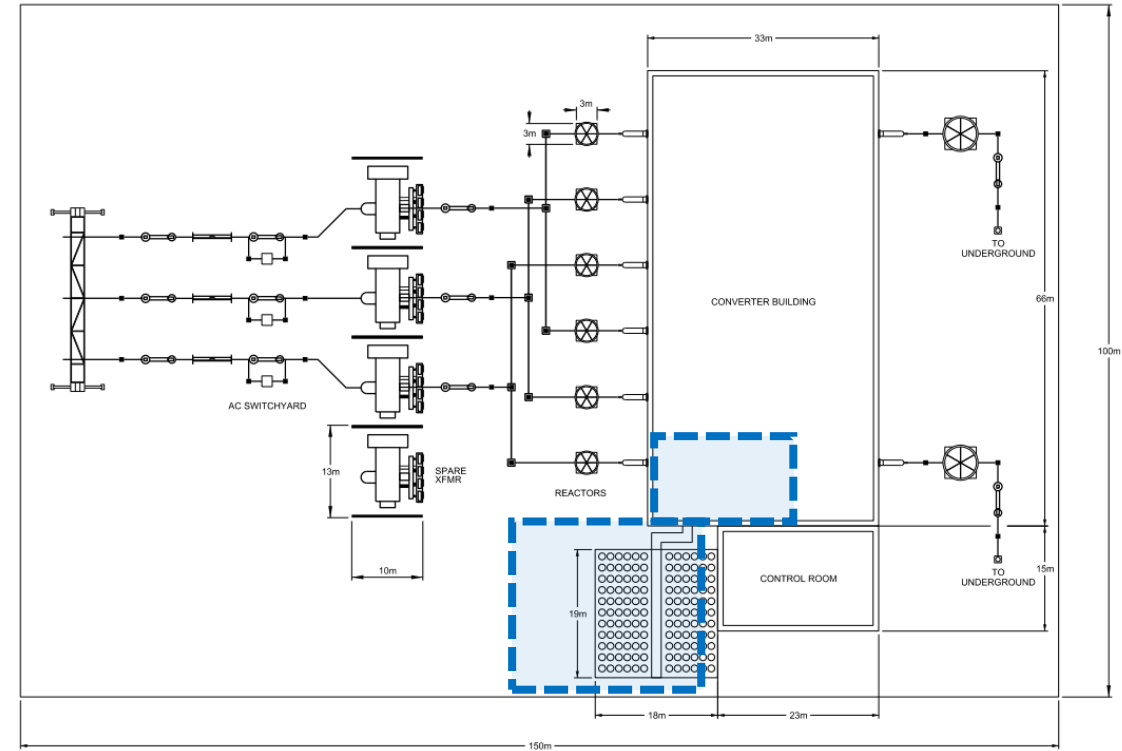 33m
3m
3m
TO
UNDERGROUND
66m
CONVERTER BUILDING
100m
AC SWITCHYARD
13m
SPARE
XFMR
REACTORS
10m
TO
UNDERGROUND
15m
CONTROL ROOM
19m
18m
23m
150m